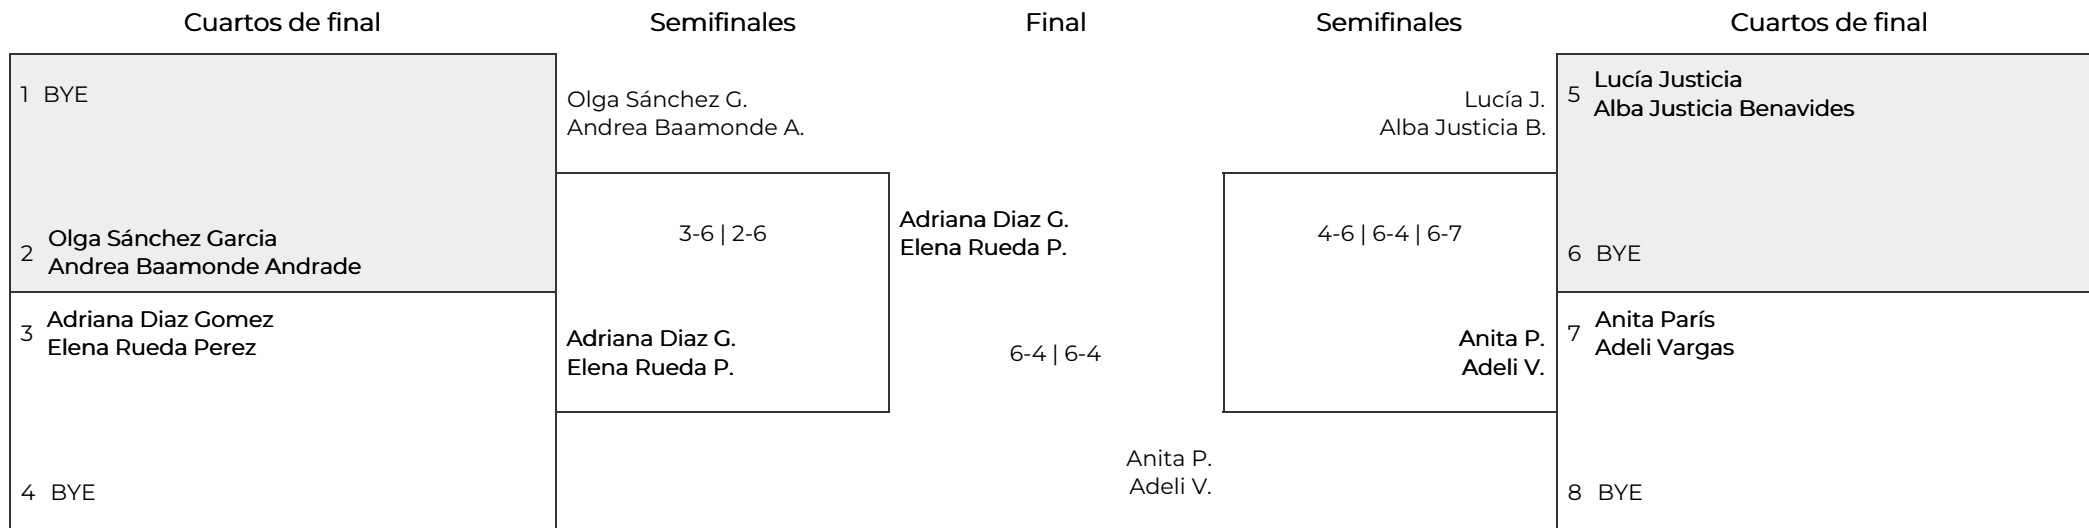 Cuartos de final
Semifinales
Final
Semifinales
Cuartos de final
1 BYE
2 Olga Sánchez Garcia
Andrea Baamonde Andrade
3 Adriana Diaz Gomez
Elena Rueda Perez
4 BYE
Olga Sánchez G.
Andrea Baamonde A.
3-6 | 2-6
Adriana Diaz G.
Elena Rueda P.
Adriana Diaz G.
Elena Rueda P.
6-4 | 6-4
Anita P.
Adeli V.
Lucía J.
Alba Justicia B.
4-6 | 6-4 | 6-7
Anita P.
Adeli V.
5 Lucía Justicia
Alba Justicia Benavides
6 BYE
7 Anita París
Adeli Vargas
8 BYE